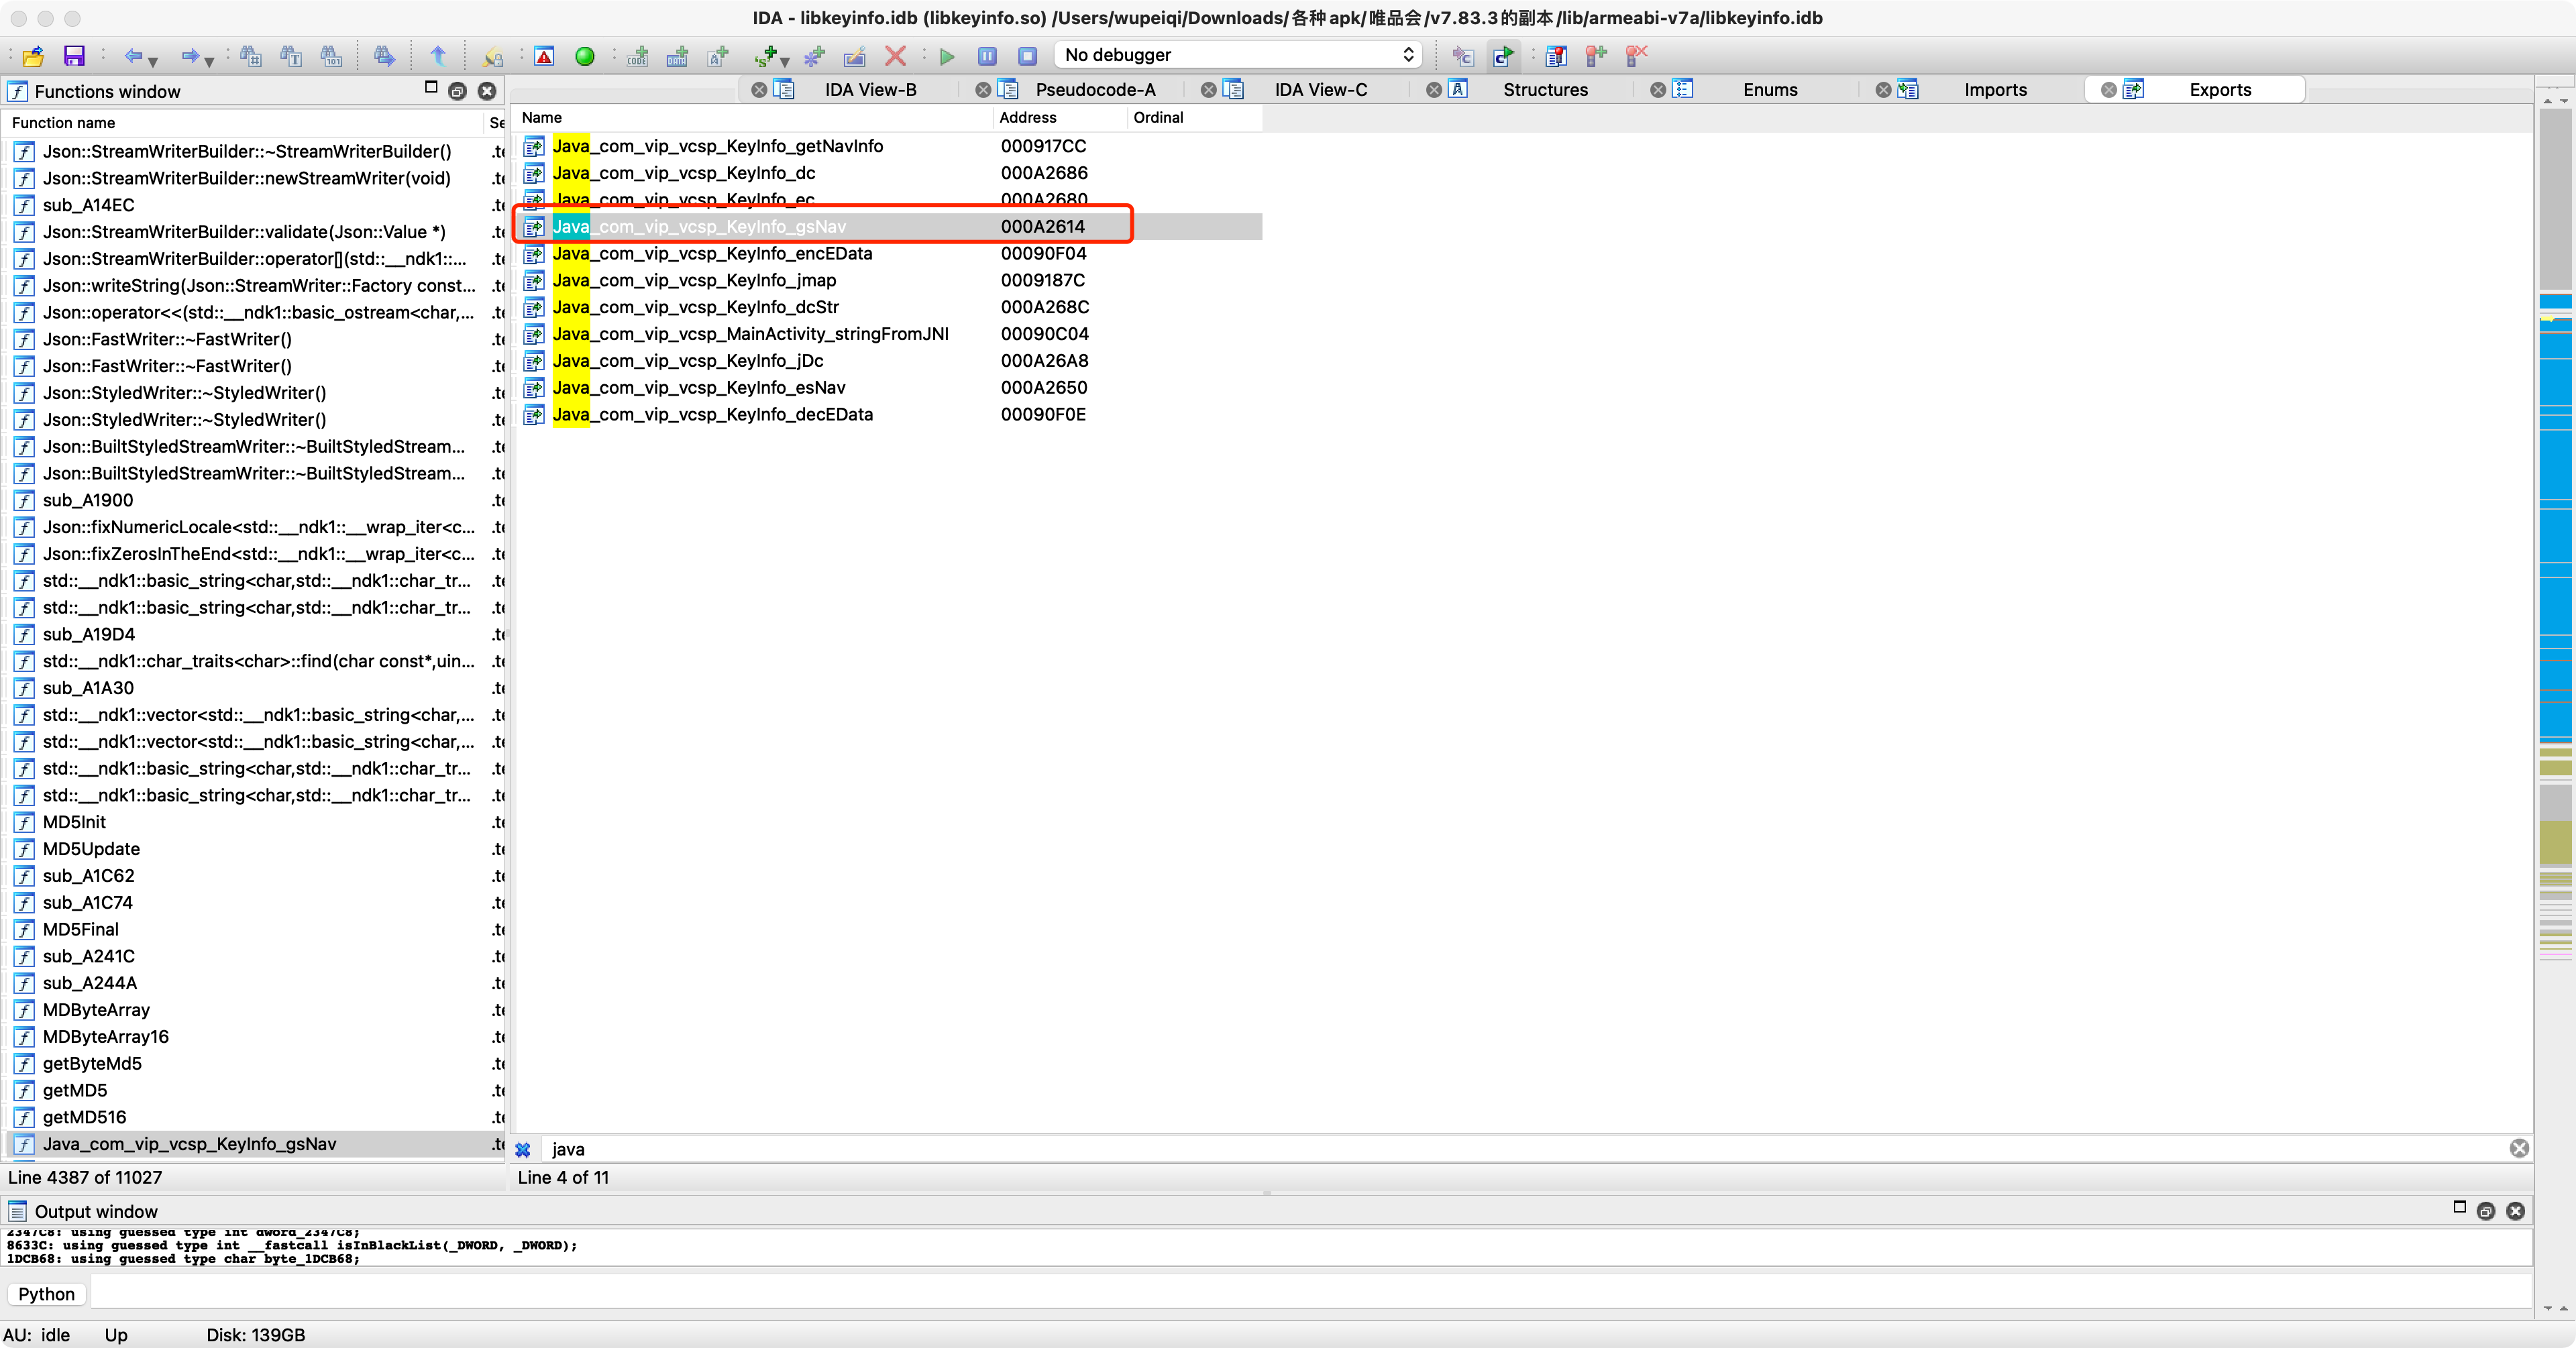 IDA - libkeyinfo.idb (libkeyinfo.so) /Users/wupeiqi/Downloads/各种apk/唯品会/v7.83.3的副本/lib/armeabi-v7a/libkeyinfo.idb
No debugger
Functions window
IDA View-B
Pseudocode-A
IDA View-C
Structures
Enums
Imports
Exports
Function name
Se
Json::StreamWriterBuilder::~StreamWriterBuilder() .te
Json::StreamWriterBuilder::newStreamWriter(void) .te
sub_A14EC .te
Json::StreamWriterBuilder::validate(Json::Value *) .te
Json::StreamWriterBuilder::operator[](std::__ndk1::... .te
Json::writeString(Json::StreamWriter::Factory const... .te
Json::operator<<(std::__ndk1::basic_ostream<char,... .te
Json::FastWriter::~FastWriter() .te
Json::FastWriter::~FastWriter() .te
Json::StyledWriter::~StyledWriter() .te
Json::StyledWriter::~StyledWriter() .te
Json::BuiltStyledStreamWriter::~BuiltStyledStream... .te
Json::BuiltStyledStreamWriter::~BuiltStyledStream... .te
sub_A1900 .te
Json::fixNumericLocale<std::__ndk1::__wrap_iter<c... .te
Json::fixZerosInTheEnd<std::__ndk1::__wrap_iter<c... .te
std::__ndk1::basic_string<char,std::__ndk1::char_tr... .te
std::__ndk1::basic_string<char,std::__ndk1::char_tr... .te
sub_A19D4 .te
std::__ndk1::char_traits<char>::find(char const*,uin... .te
sub_A1A30 .te
std::__ndk1::vector<std::__ndk1::basic_string<char,... .te
std::__ndk1::vector<std::__ndk1::basic_string<char,... .te
std::__ndk1::basic_string<char,std::__ndk1::char_tr... .te
std::__ndk1::basic_string<char,std::__ndk1::char_tr... .te
MD5Init .te
MD5Update .te
sub_A1C62 .te
sub_A1C74 .te
MD5Final .te
sub_A241C .te
sub_A244A .te
MDByteArray .te
MDByteArray16 .te
getByteMd5 .te
getMD5 .te
getMD516 .te
Java_com_vip_vcsp_KeyInfo_gsNav .te
Line 4387 of 11027
Name Address Ordinal
Java_com_vip_vcsp_KeyInfo_getNavInfo 000917CC
Java_com_vip_vcsp_KeyInfo_dc 000A2686
Java_com_vip_vcsp_KeyInfo_ec 000A2680
Java_com_vip_vcsp_KeyInfo_gsNav 000A2614
Java_com_vip_vcsp_KeyInfo_encEData 00090F04
Java_com_vip_vcsp_KeyInfo_jmap 0009187C
Java_com_vip_vcsp_KeyInfo_dcStr 000A268C
Java_com_vip_vcsp_MainActivity_stringFromJNI 00090C04
Java_com_vip_vcsp_KeyInfo_jDc 000A26A8
Java_com_vip_vcsp_KeyInfo_esNav 000A2650
Java_com_vip_vcsp_KeyInfo_decEData 00090F0E
java
Line 4 of 11
Output window
2347C8: using guessed type int dword_2347C8;
8633C: using guessed type int __fastcall isInBlackList(_DWORD, _DWORD);
1DCB68: using guessed type char byte_1DCB68;
Python
AU: idle Up Disk: 139GB